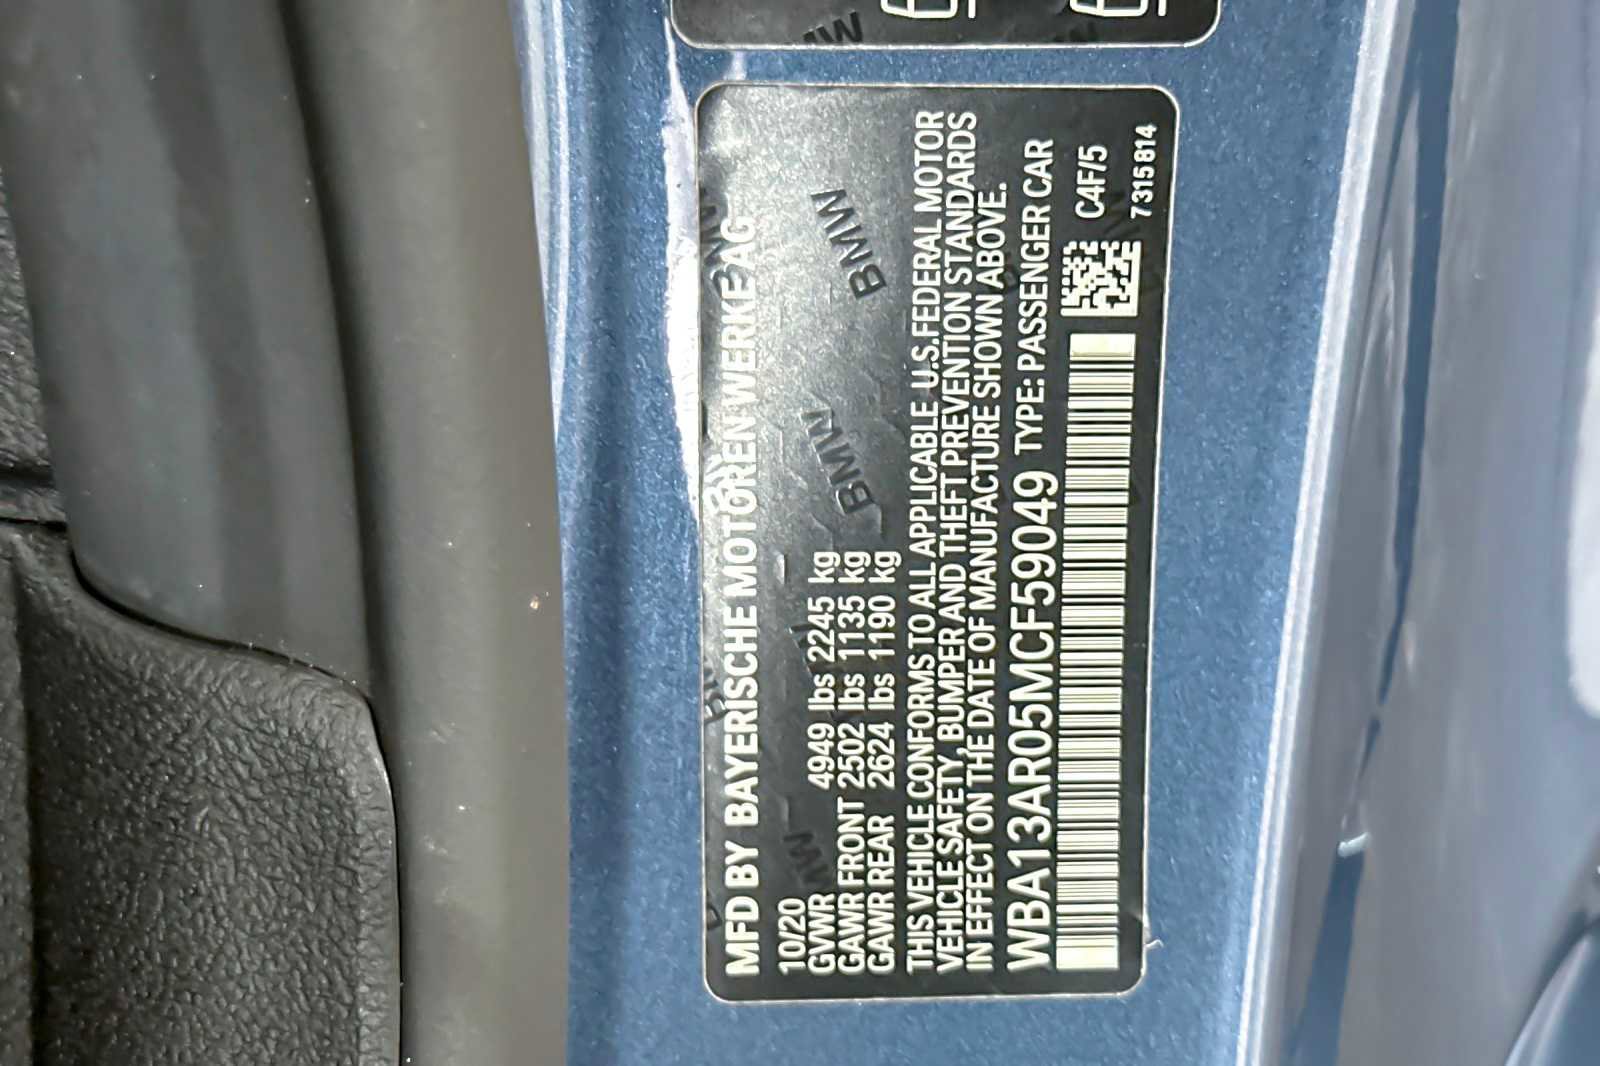 MFD BY BAYERISCHE MOTOREN WERKE AG
10/20
GVWR 4949 lbs 2245 kg
GAWR FRONT 2502 lbs 1135 kg
GAWR REAR 2624 lbs 1190 kg
THIS VEHICLE CONFORMS TO ALL APPLICABLE U.S. FEDERAL MOTOR
VEHICLE SAFETY, BUMPER AND THEFT PREVENTION STANDARDS
IN EFFECT ON THE DATE OF MANUFACTURE SHOWN ABOVE.
WBA13AR05MCF59049 TYPE: PASSENGER CAR
C4F/5
7315814
BMW
BMW